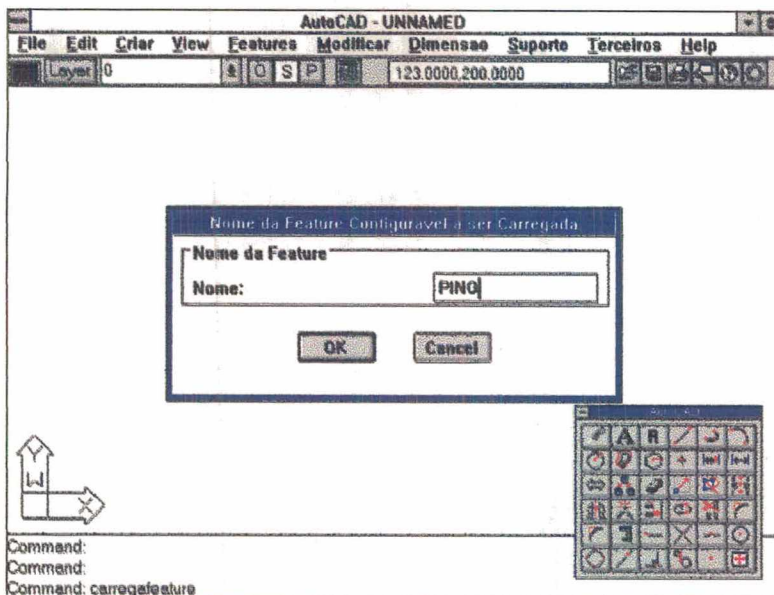 AutoCAD - UNNAMED
File Edit Criar View Features Modificar Dimensao Suporte Terceiros Help
Layer 0 O S P 123.0000,200.0000
Nome da Feature Configuravel a ser Carregada
Nome da Feature
Nome: PINO
OK Cancel
AutoCAD
A R
Y
W
X
Command:
Command:
Command: carregafeature